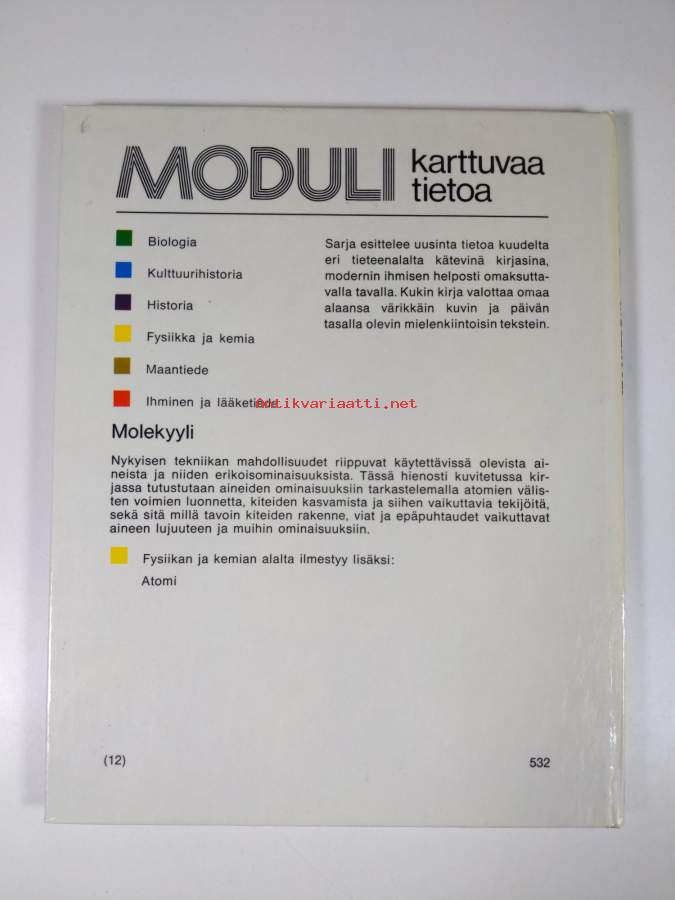 MODULI karttuvaa
tietoa
Biologia
Kulttuurihistoria
Historia
Fysiikka ja kemia
Maantiede
Ihminen ja lääketiede
Sarja esittelee uusinta tietoa kuudelta
eri tieteenalalta kätevinä kirjasina,
modernin ihmisen helposti omaksutta-
valla tavalla. Kukin kirja valottaa omaa
alaansa värikkäin kuvin ja päivän
tasalla olevin mielenkiintoisin tekstein.
antikvariaatti.net
Molekyyli
Nykyisen tekniikan mahdollisuudet riippuvat käytettävissä olevista ai-
neista ja niiden erikoisominaisuuksista. Tässä hienosti kuvitetussa kir-
jassa tutustutaan aineiden ominaisuuksiin tarkastelemalla atomien välis-
ten voimien luonnetta, kiteiden kasvamista ja siihen vaikuttavia tekijöitä,
sekä sitä millä tavoin kiteiden rakenne, viat ja epäpuhtaudet vaikuttavat
aineen lujuuteen ja muihin ominaisuuksiin.
Fysiikan ja kemian alalta ilmestyy lisäksi:
Atomi
(12)
532